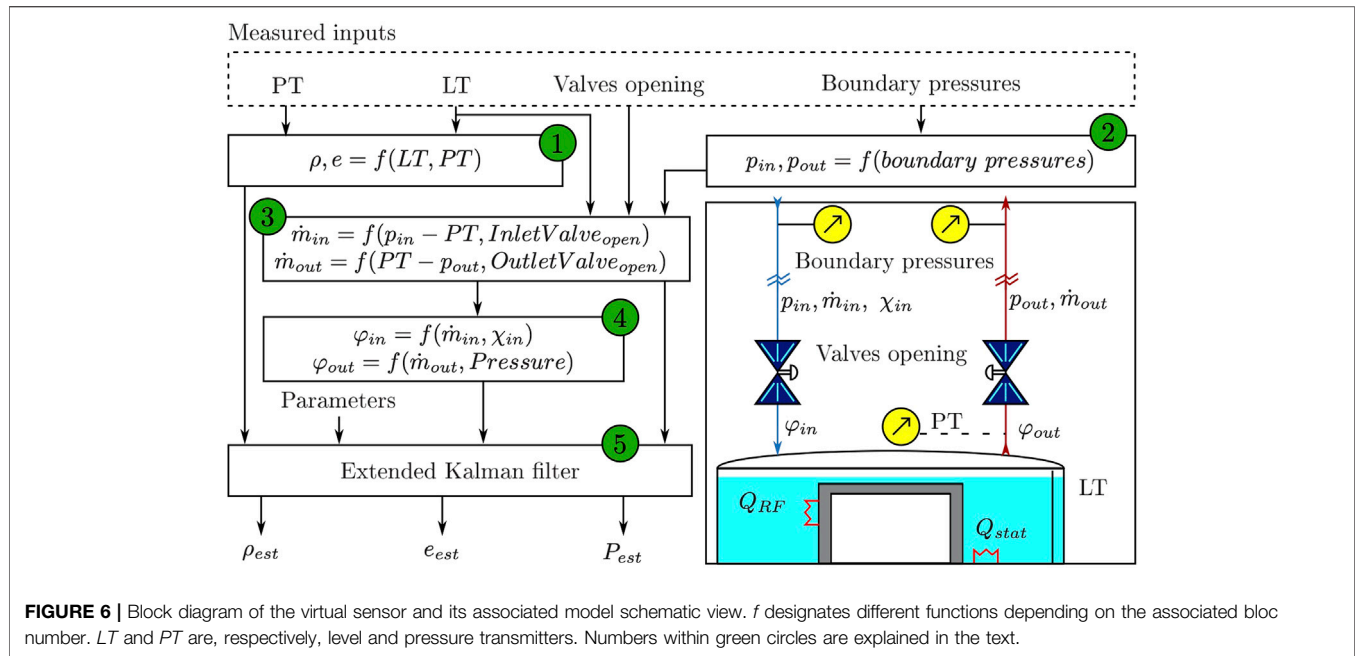 Measured inputs
PT LT Valves opening Boundary pressures
1
ρ, e = f(LT, PT)
2
p_in, p_out = f(boundary pressures)
3
ṁ_in = f(p_in − PT, InletValve_open)
ṁ_out = f(PT − p_out, OutletValve_open)
4
φ_in = f(ṁ_in, χ_in)
φ_out = f(ṁ_out, Pressure)
Parameters
5
Extended Kalman filter
ρ_est e_est P_est
Boundary pressures
p_in, ṁ_in, χ_in p_out, ṁ_out
Valves opening
φ_in PT φ_out
LT
Q_RF
Q_stat
FIGURE 6 | Block diagram of the virtual sensor and its associated model schematic view. f designates different functions depending on the associated bloc
number. LT and PT are, respectively, level and pressure transmitters. Numbers within green circles are explained in the text.